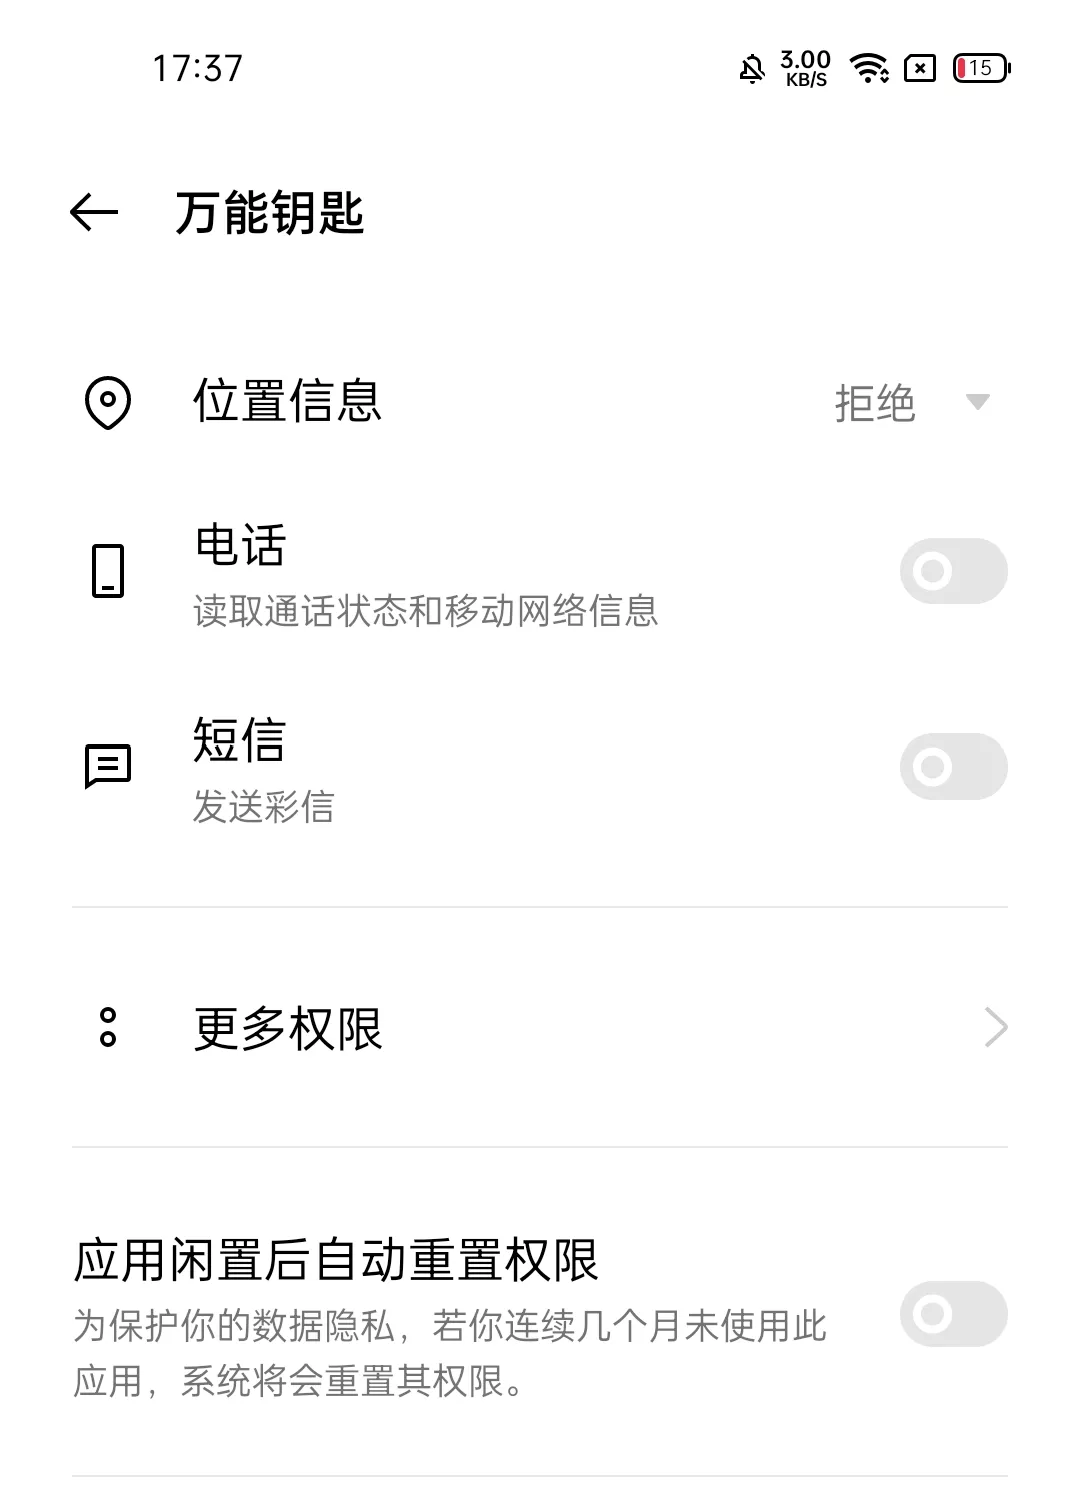 17:37
3.00
KB/S
15
万能钥匙
位置信息
拒绝
电话
读取通话状态和移动网络信息
短信
发送彩信
更多权限
应用闲置后自动重置权限
为保护你的数据隐私，若你连续几个月未使用此
应用，系统将会重置其权限。